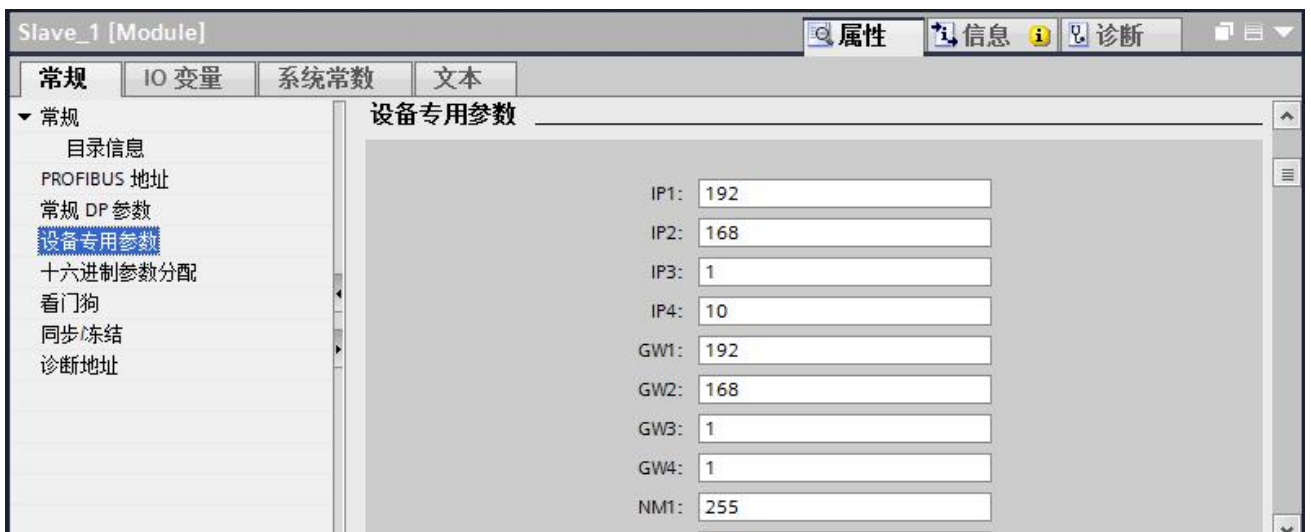 Slave_1 [Module]
属性 信息 诊断
常规 IO 变量 系统常数 文本
常规
目录信息
PROFIBUS 地址
常规 DP 参数
设备专用参数
十六进制参数分配
看门狗
同步/冻结
诊断地址
设备专用参数
IP1: 192
IP2: 168
IP3: 1
IP4: 10
GW1: 192
GW2: 168
GW3: 1
GW4: 1
NM1: 255